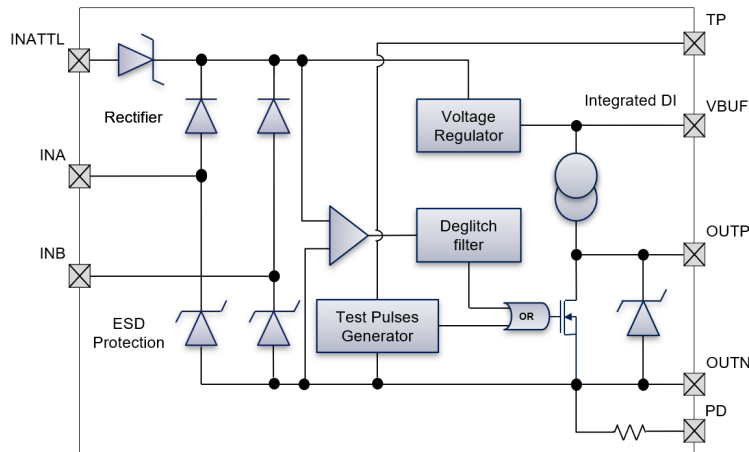 TP
INATTL
Integrated DI
VBUF
Rectifier
Voltage
Regulator
INA
Deglitch
filter
OUTP
INB
ESD
Protection
Test Pulses
Generator
OR
OUTN
PD